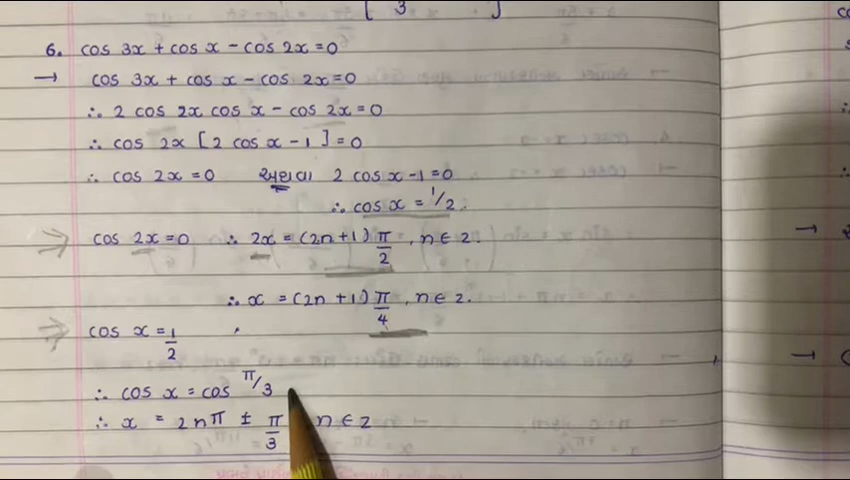 3
6. cos 3x + cos x - cos 2x = 0
→ cos 3x + cos x - cos 2x = 0
∴ 2 cos 2x cos x - cos 2x = 0
∴ cos 2x [2 cos x - 1] = 0
∴ cos 2x = 0 અથવા 2 cos x - 1 = 0
∴ cos x = 1/2.
⇒ cos 2x = 0 ∴ 2x = (2n+1) π/2, n ∈ z.
∴ x = (2n+1) π/4, n ∈ z.
⇒ cos x = 1/2
∴ cos x = cos π/3
∴ x = 2nπ ± π/3 n ∈ z